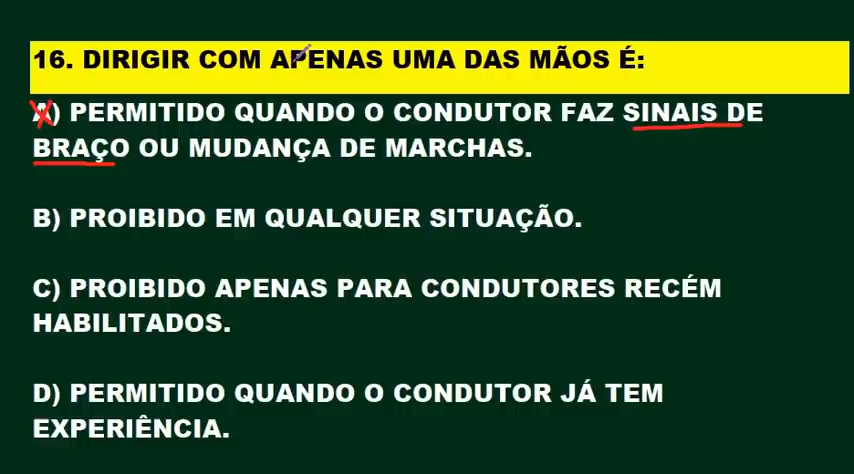 16. DIRIGIR COM APENAS UMA DAS MÃOS É:
A) PERMITIDO QUANDO O CONDUTOR FAZ SINAIS DE
BRAÇO OU MUDANÇA DE MARCHAS.
B) PROIBIDO EM QUALQUER SITUAÇÃO.
C) PROIBIDO APENAS PARA CONDUTORES RECÉM
HABILITADOS.
D) PERMITIDO QUANDO O CONDUTOR JÁ TEM
EXPERIÊNCIA.